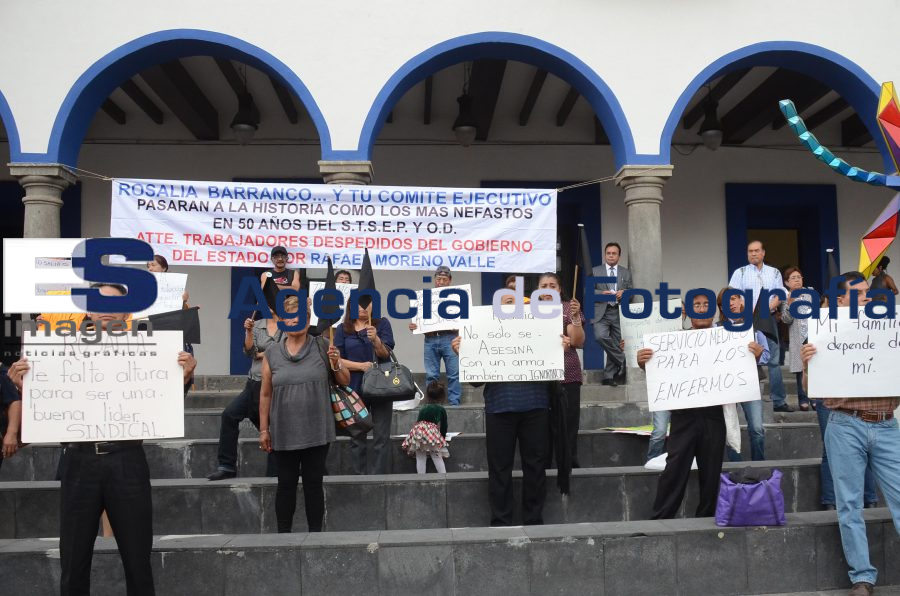 ROSALIA BARRANCO... Y TU COMITE EJECUTIVO
PASARAN A LA HISTORIA COMO LOS MAS NEFASTOS
EN 50 AÑOS DEL S.T.S.E.P. Y O.D.
ATTE. TRABAJADORES DESPEDIDOS DEL GOBIERNO
DEL ESTADO POR RAFAEL MORENO VALLE
Es
imagen
noticias gráficas
Agencia de Fotografía
le falto altura
para ser una
buena lider
SINDICAL
No solo se
ASESINA
con un arma
También con
SERVICIO MEDICO
PARA LOS
ENFERMOS
Mi Familia
depende de
mí.